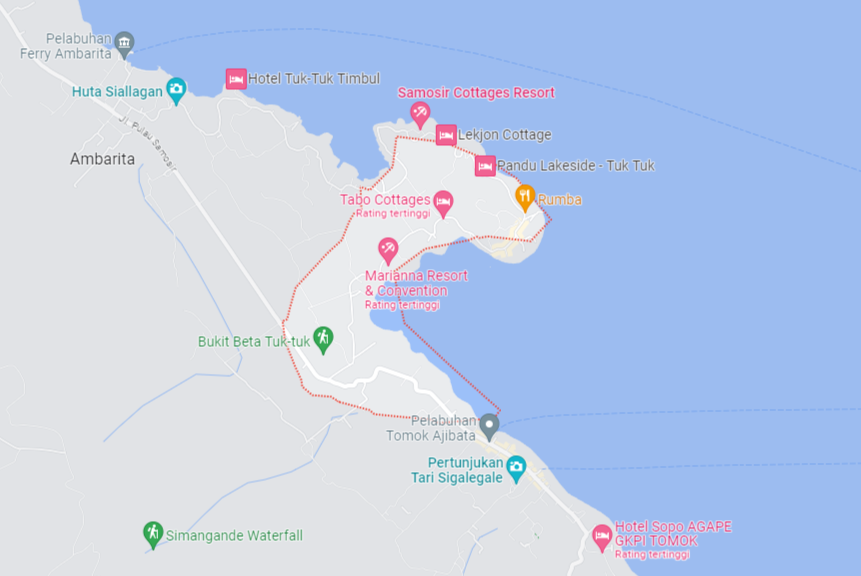 Pelabuhan
Ferry Ambarita
Huta Siallagan
Hotel Tuk-Tuk Timbul
Samosir Cottages Resort
Lekjon Cottage
Jl. Pulau Samosir
Ambarita
Pandu Lakeside - Tuk Tuk
Tabo Cottages
Rating tertinggi
Rumba
Marianna Resort
& Convention
Rating tertinggi
Bukit Beta Tuk-tuk
Pelabuhan
Tomok Ajibata
Pertunjukan
Tari Sigalegale
Simangande Waterfall
Hotel Sopo AGAPE
GKPI TOMOK
Rating tertinggi